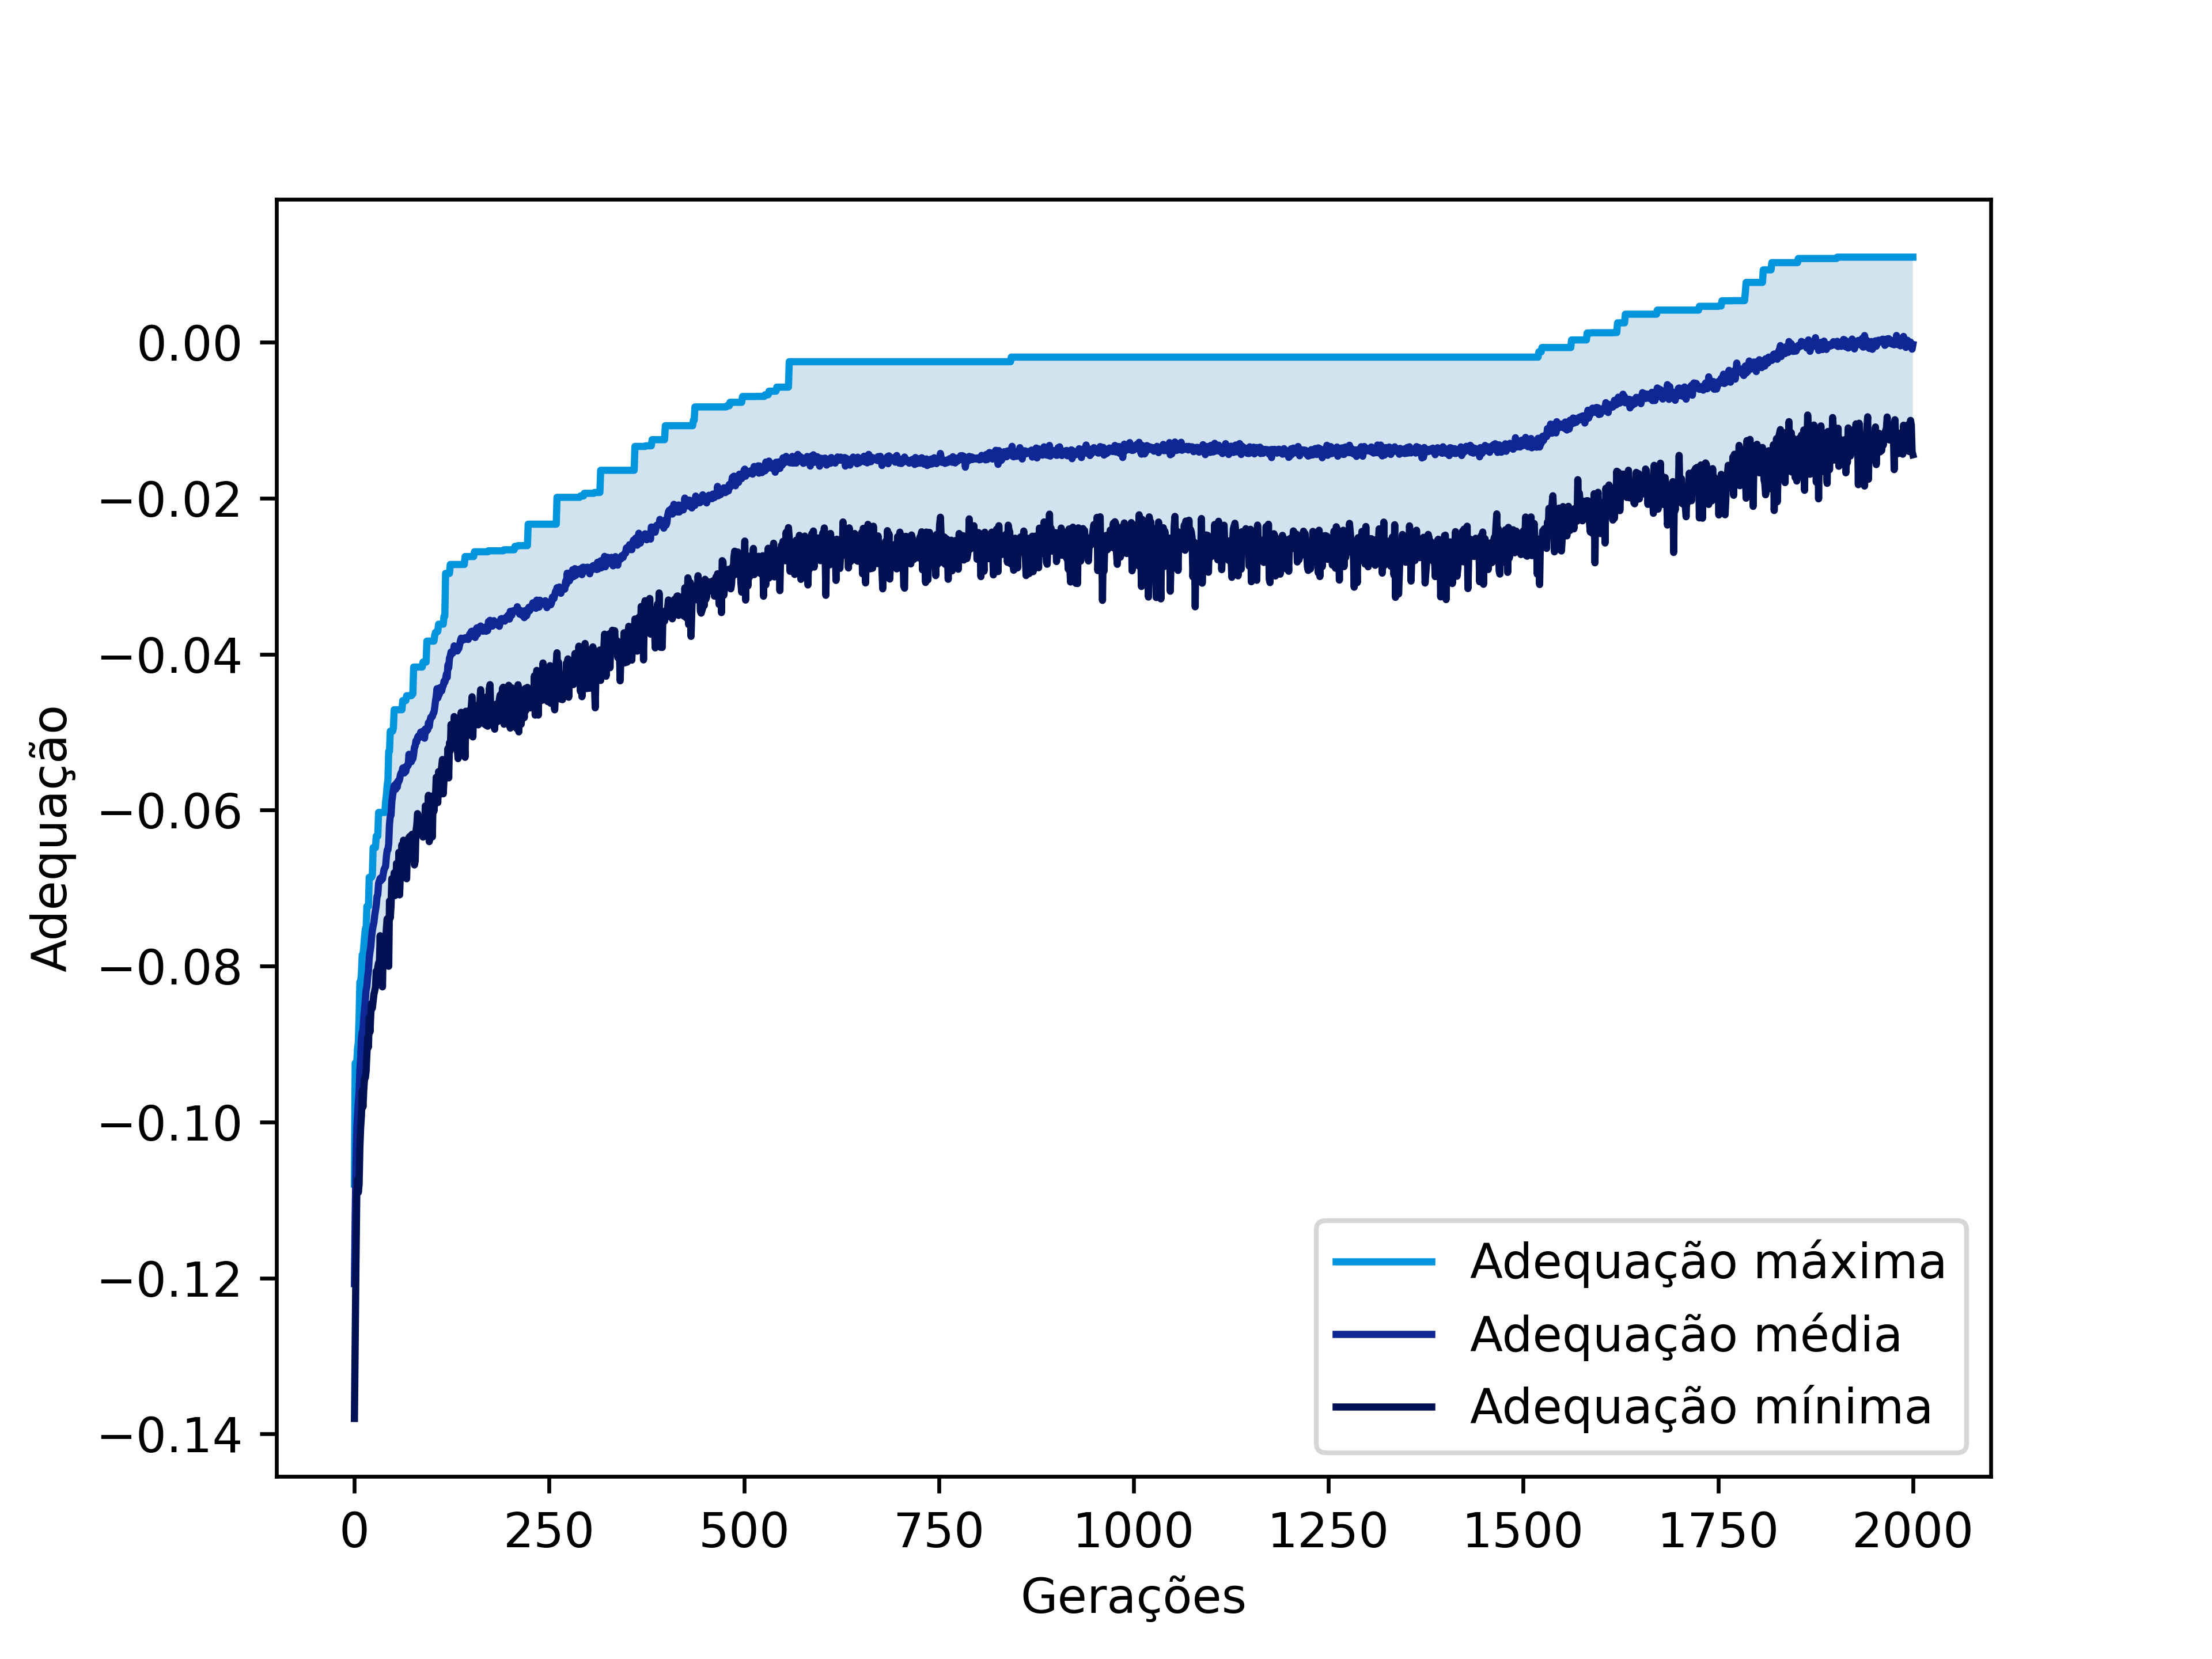 Adequação
0.00
−0.02
−0.04
−0.06
−0.08
−0.10
−0.12
−0.14
Adequação máxima
Adequação média
Adequação mínima
0 250 500 750 1000 1250 1500 1750 2000
Gerações